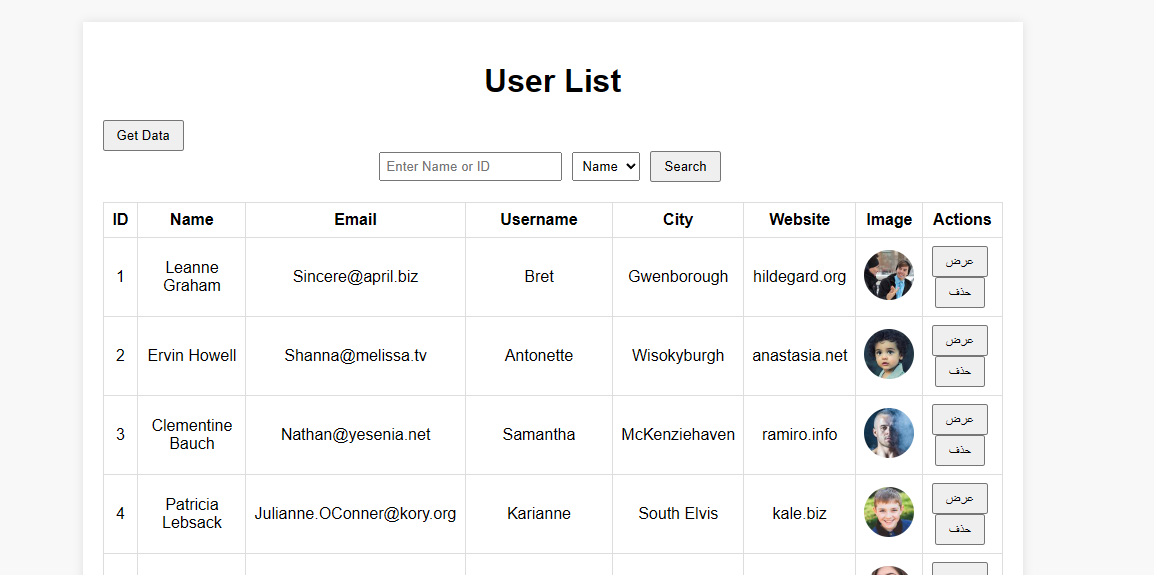 User List
Get Data
Enter Name or ID Name Search
ID Name Email Username City Website Image Actions
1 Leanne Graham Sincere@april.biz Bret Gwenborough hildegard.org عرض
حذف
2 Ervin Howell Shanna@melissa.tv Antonette Wisokyburgh anastasia.net عرض
حذف
3 Clementine Bauch Nathan@yesenia.net Samantha McKenziehaven ramiro.info عرض
حذف
4 Patricia Lebsack Julianne.OConner@kory.org Karianne South Elvis kale.biz عرض
حذف